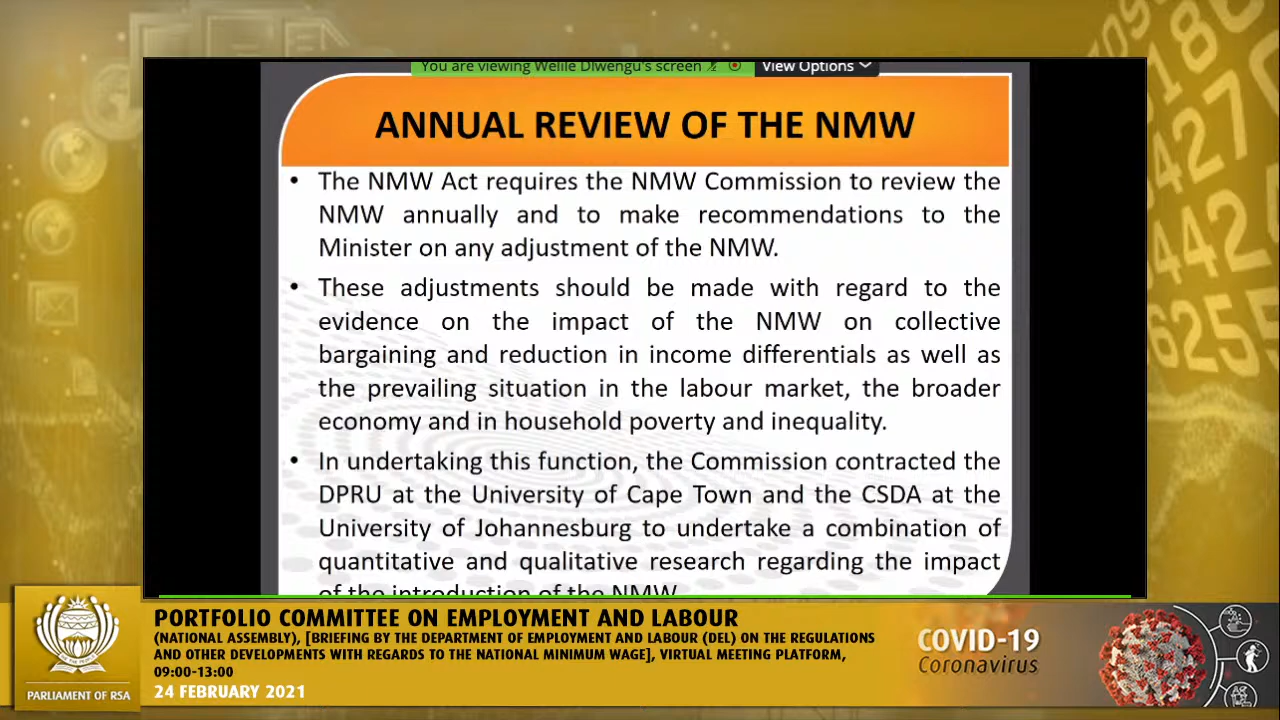 You are viewing Wellie Dlwengu's screen
View Options
ANNUAL REVIEW OF THE NMW
• The NMW Act requires the NMW Commission to review the
NMW annually and to make recommendations to the
Minister on any adjustment of the NMW.
• These adjustments should be made with regard to the
evidence on the impact of the NMW on collective
bargaining and reduction in income differentials as well as
the prevailing situation in the labour market, the broader
economy and in household poverty and inequality.
• In undertaking this function, the Commission contracted the
DPRU at the University of Cape Town and the CSDA at the
University of Johannesburg to undertake a combination of
quantitative and qualitative research regarding the impact
of the introduction of the NMW.
PORTFOLIO COMMITTEE ON EMPLOYMENT AND LABOUR
(NATIONAL ASSEMBLY), [BRIEFING BY THE DEPARTMENT OF EMPLOYMENT AND LABOUR (DEL) ON THE REGULATIONS
AND OTHER DEVELOPMENTS WITH REGARDS TO THE NATIONAL MINIMUM WAGE], VIRTUAL MEETING PLATFORM,
09:00-13:00
24 FEBRUARY 2021
PARLIAMENT OF RSA
COVID-19
Coronavirus